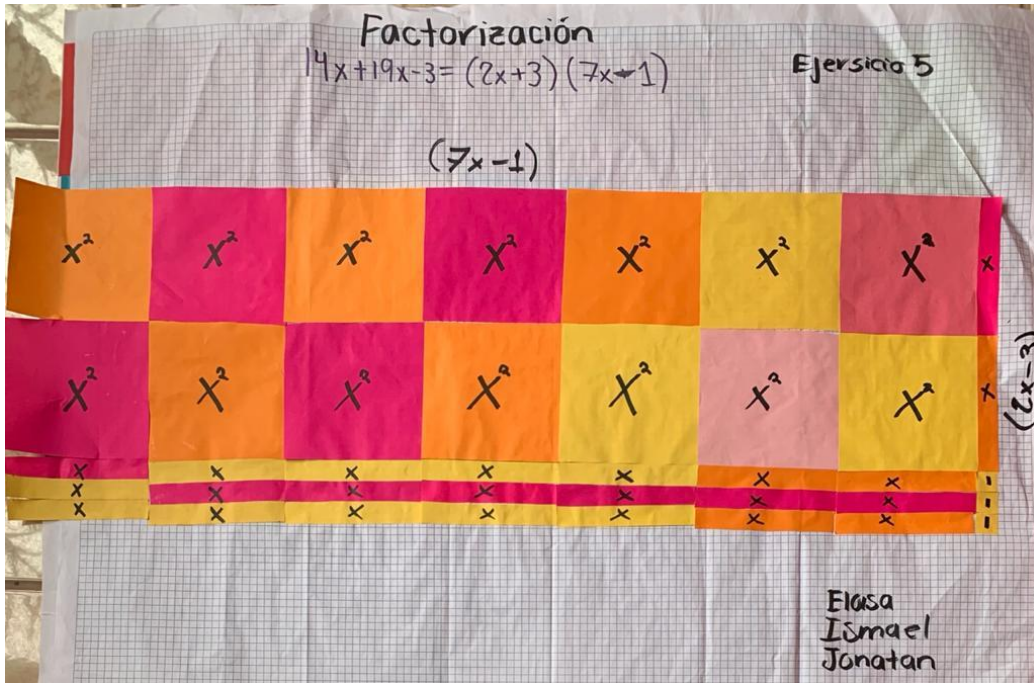 Factorización
14x+19x-3=(2x+3)(7x-1)
Ejersicio 5
(7x-1)
x² x² x² x² x² x² x² x
x² x² x² x² x² x² x² x
(2x-3)
x x x x x x x -
x x x x x x x -
x x x x x x x -
Elasa
Ismael
Jonatan